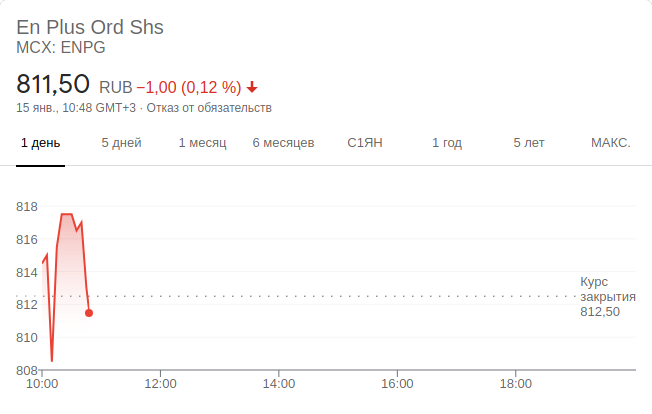 En Plus Ord Shs
MCX: ENPG
811,50 RUB −1,00 (0,12 %)
15 янв., 10:48 GMT+3 · Отказ от обязательств
1 день 5 дней 1 месяц 6 месяцев С1ЯН 1 год 5 лет МАКС.
818
816
814
Курс
812 закрытия
812,50
810
808
10:00 12:00 14:00 16:00 18:00